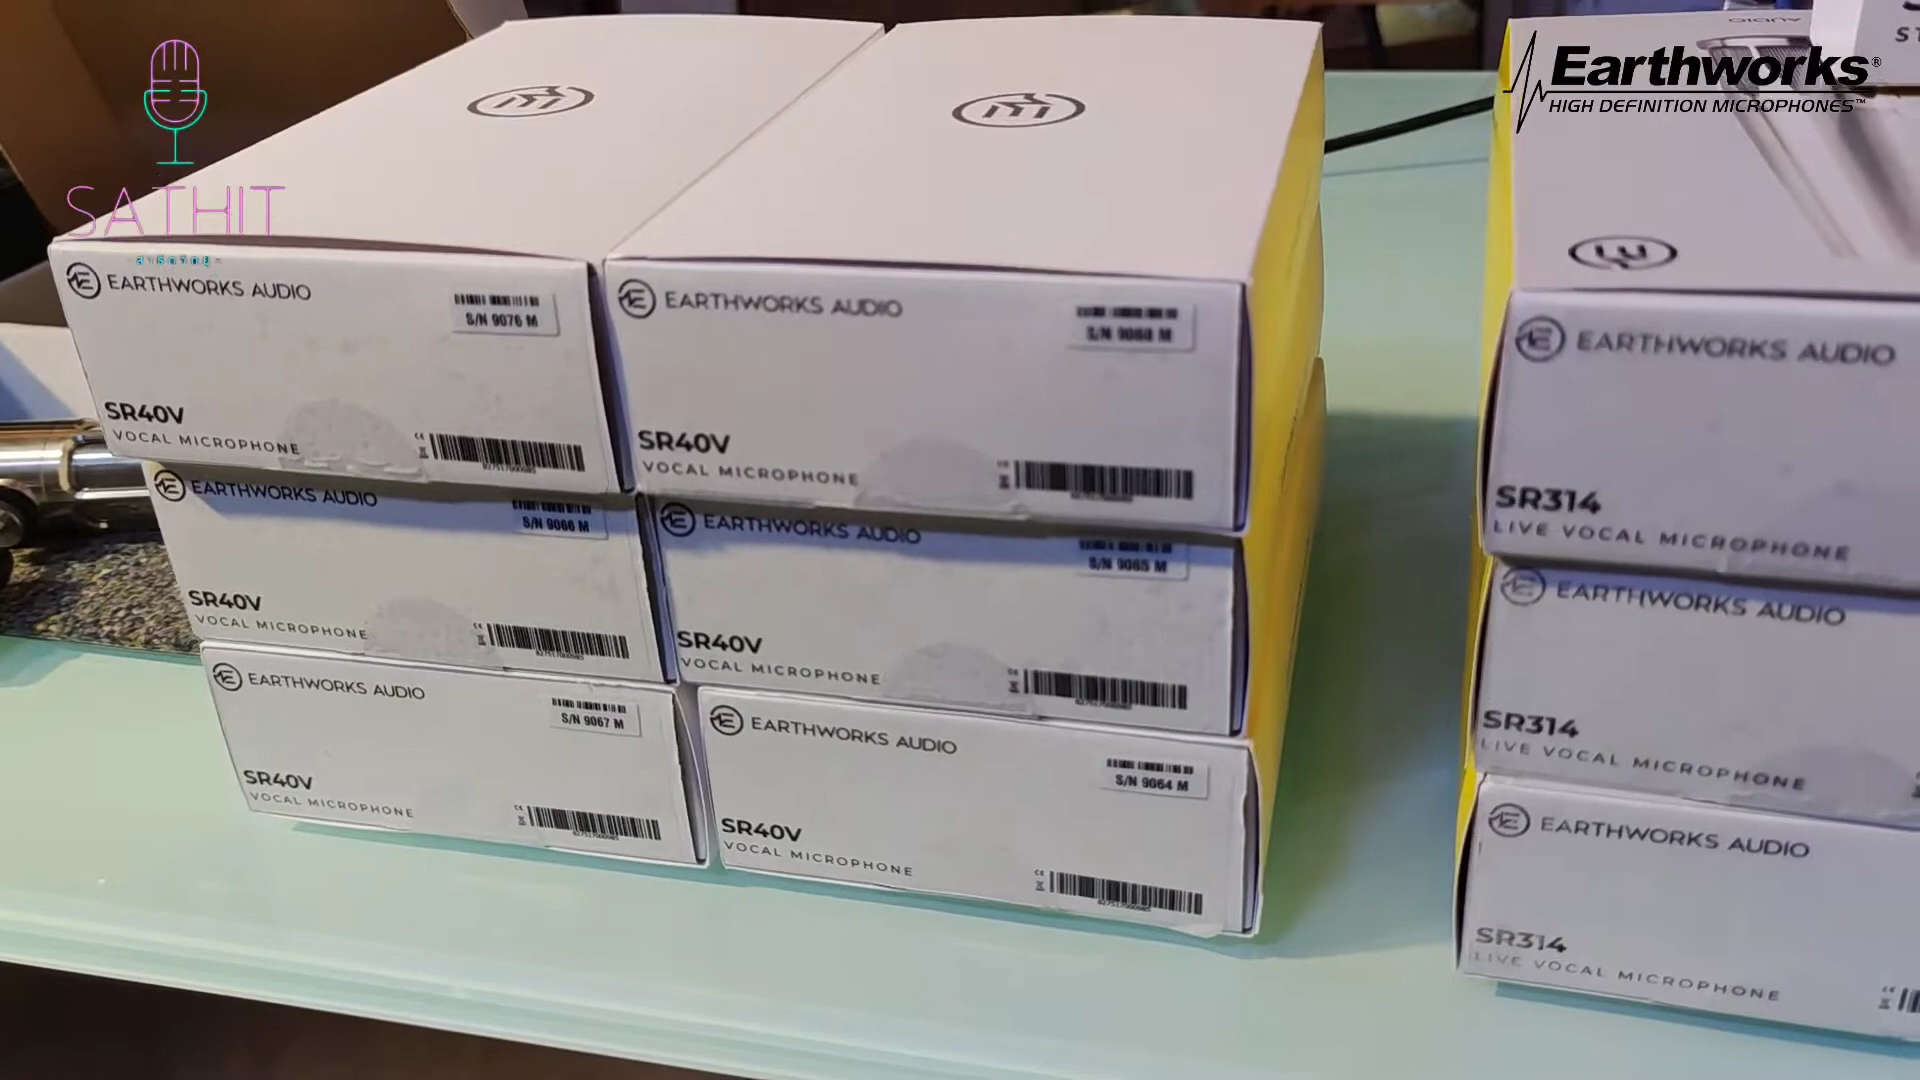 SATHIT
Earthworks®
HIGH DEFINITION MICROPHONES™
AUDIO
EARTHWORKS AUDIO
S/N 9076 M
SR40V
VOCAL MICROPHONE
EARTHWORKS AUDIO
SR40V
VOCAL MICROPHONE
EARTHWORKS AUDIO
SR314
LIVE VOCAL MICROPHONE
EARTHWORKS AUDIO
S/N 9066 M
SR40V
VOCAL MICROPHONE
EARTHWORKS AUDIO
S/N 9065 M
SR40V
VOCAL MICROPHONE
EARTHWORKS AUDIO
SR314
LIVE VOCAL MICROPHONE
EARTHWORKS AUDIO
S/N 9067 M
SR40V
VOCAL MICROPHONE
EARTHWORKS AUDIO
S/N 9064 M
SR40V
VOCAL MICROPHONE
EARTHWORKS AUDIO
SR314
LIVE VOCAL MICROPHONE